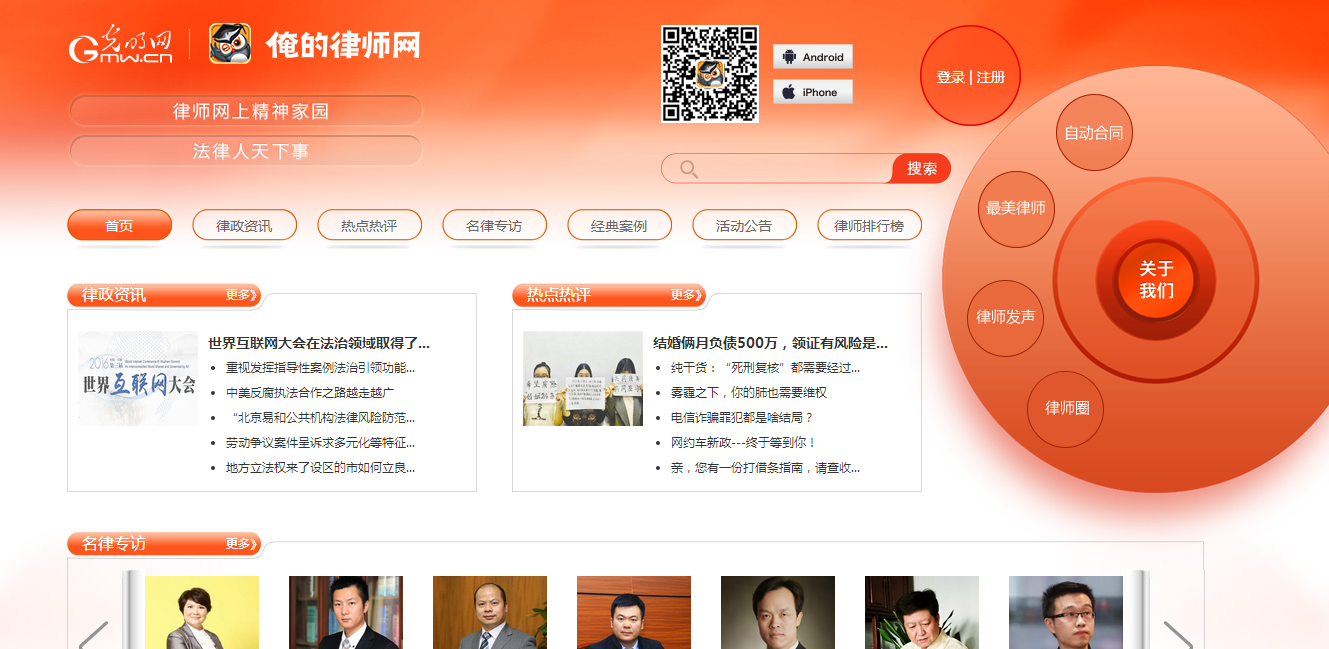 光明网
Gmw.cn
俺的律师网
律师网上精神家园
法律人天下事
Android
iPhone
登录 | 注册
搜索
首页
律政资讯
热点热评
名律专访
经典案例
活动公告
律师排行榜
自动合同
最美律师
律师发声
律师圈
关于
我们
律政资讯
更多》
2016
世界互联网大会
世界互联网大会在法治领域取得了...
重视发挥指导性案例法治引领功能...
中美反腐执法合作之路越走越广
“北京易和公共机构法律风险防范...
劳动争议案件呈诉求多元化等特征...
地方立法权来了设区的市如何立良...
热点热评
更多》
结婚俩月负债500万，领证有风险是...
纯干货：“死刑复核”都需要经过...
雾霾之下，你的肺也需要维权
电信诈骗罪犯都是啥结局？
网约车新政---终于等到你！
亲，您有一份打借条指南，请查收...
名律专访
更多》